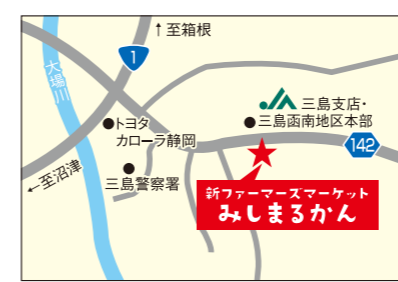 ↑至箱根
1
大場川
JA 三島支店・
●三島函南地区本部
●トヨタ
カローラ静岡
142
←至沼津
三島警察署
新ファーマーズマーケット
みしまるかん